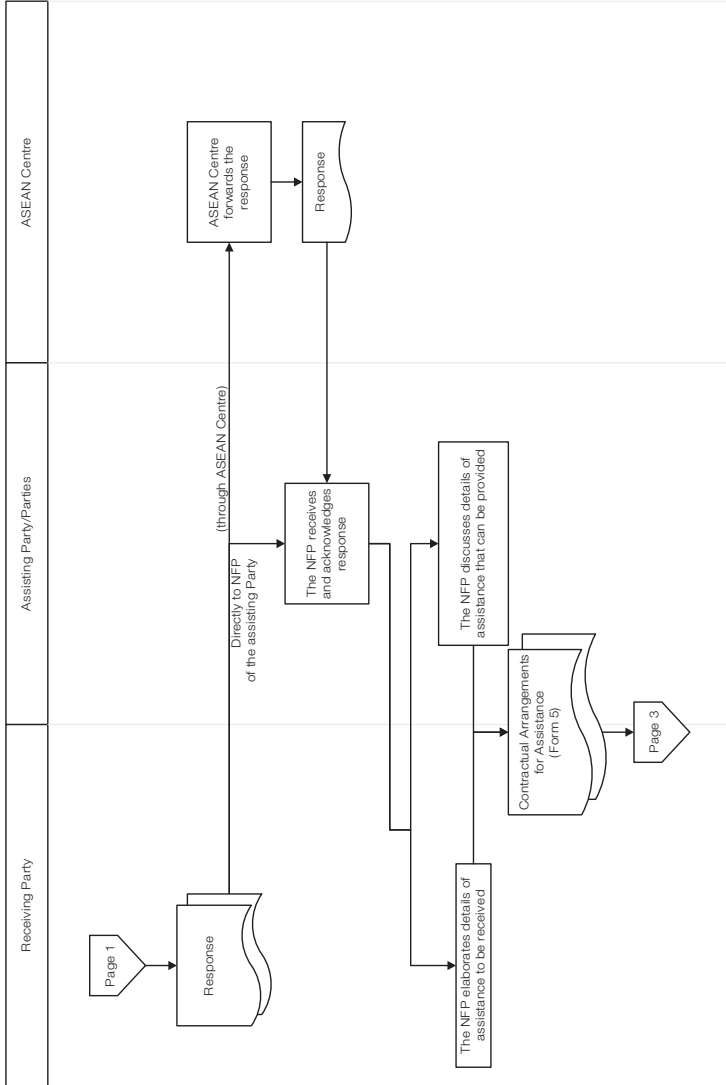 Receiving Party
Assisting Party/Parties
ASEAN Centre
Page 1
Response
Directly to NFP
of the assisting Party
(through ASEAN Centre)
ASEAN Centre
forwards the
response
Response
The NFP receives
and acknowledges
response
The NFP elaborates details of
assistance to be received
The NFP discusses details of
assistance that can be provided
Contractual Arrangements
for Assistance
(Form 5)
Page 3